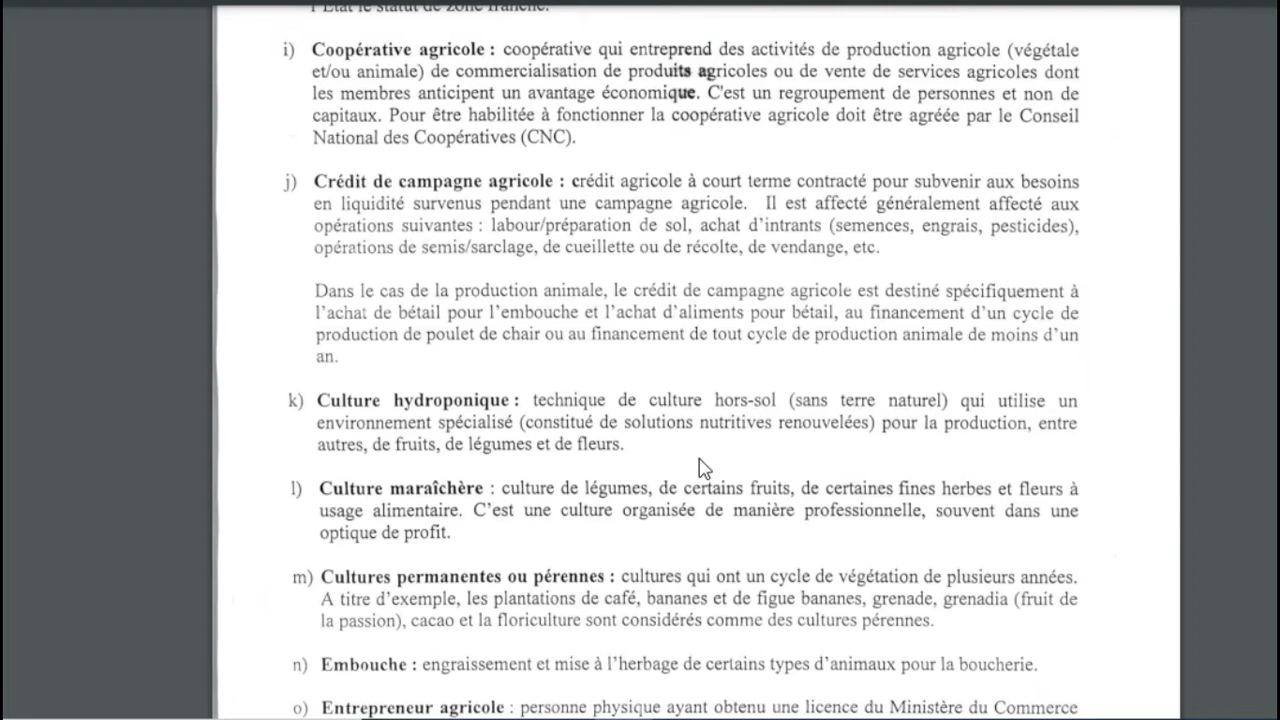 l'Etat le statut de zone franche.
i) Coopérative agricole : coopérative qui entreprend des activités de production agricole (végétale
et/ou animale) de commercialisation de produits agricoles ou de vente de services agricoles dont
les membres anticipent un avantage économique. C'est un regroupement de personnes et non de
capitaux. Pour être habilitée à fonctionner la coopérative agricole doit être agréée par le Conseil
National des Coopératives (CNC).
j) Crédit de campagne agricole : crédit agricole à court terme contracté pour subvenir aux besoins
en liquidité survenus pendant une campagne agricole. Il est affecté généralement affecté aux
opérations suivantes : labour/préparation de sol, achat d'intrants (semences, engrais, pesticides),
opérations de semis/sarclage, de cueillette ou de récolte, de vendange, etc.
Dans le cas de la production animale, le crédit de campagne agricole est destiné spécifiquement à
l'achat de bétail pour l'embouche et l'achat d'aliments pour bétail, au financement d'un cycle de
production de poulet de chair ou au financement de tout cycle de production animale de moins d'un
an.
k) Culture hydroponique : technique de culture hors-sol (sans terre naturel) qui utilise un
environnement spécialisé (constitué de solutions nutritives renouvelées) pour la production, entre
autres, de fruits, de légumes et de fleurs.
l) Culture maraîchère : culture de légumes, de certains fruits, de certaines fines herbes et fleurs à
usage alimentaire. C'est une culture organisée de manière professionnelle, souvent dans une
optique de profit.
m) Cultures permanentes ou pérennes : cultures qui ont un cycle de végétation de plusieurs années.
A titre d'exemple, les plantations de café, bananes et de figue bananes, grenade, grenadia (fruit de
la passion), cacao et la floriculture sont considérés comme des cultures pérennes.
n) Embouche : engraissement et mise à l'herbage de certains types d'animaux pour la boucherie.
o) Entrepreneur agricole : personne physique ayant obtenu une licence du Ministère du Commerce